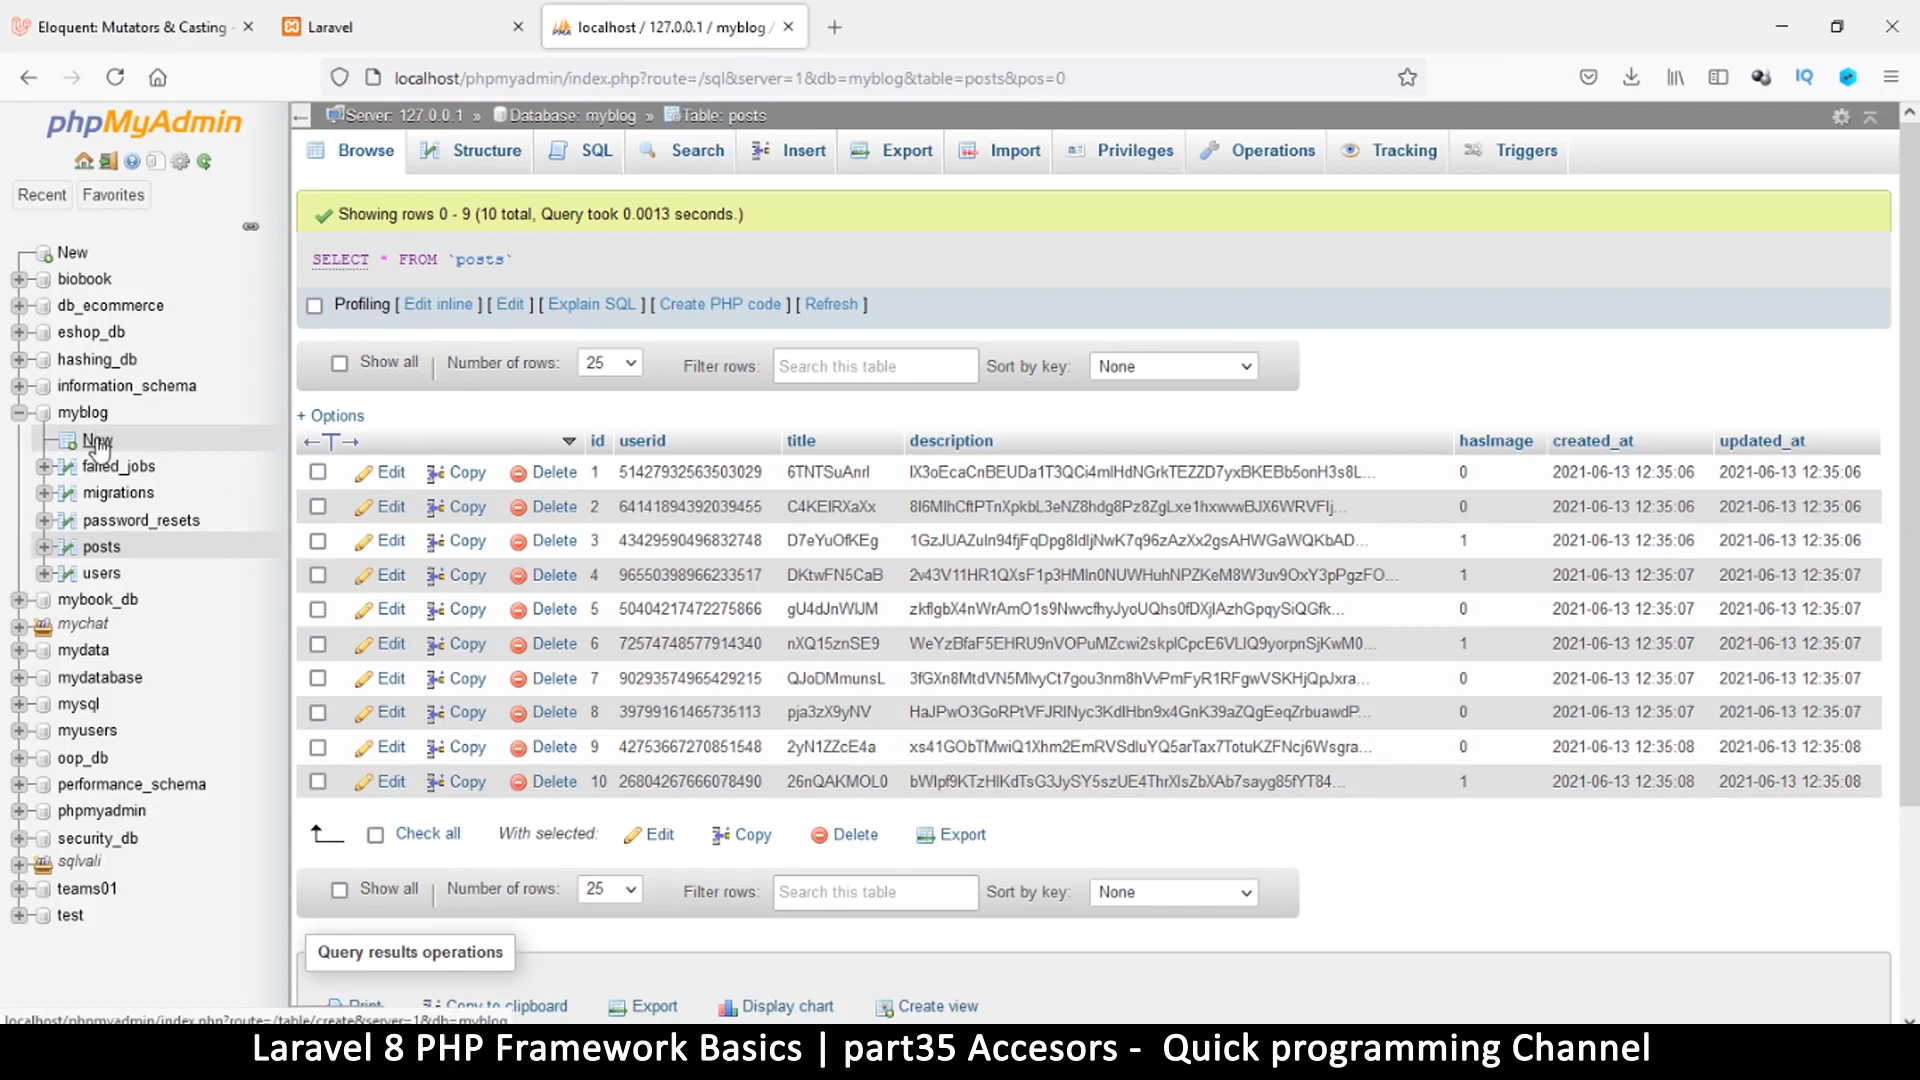 Eloquent: Mutators & Casting -
Laravel
localhost / 127.0.0.1 / myblog /
localhost/phpmyadmin/index.php?route=/sql&server=1&db=myblog&table=posts&pos=0
phpMyAdmin
Recent Favorites
New
biobook
db_ecommerce
eshop_db
hashing_db
information_schema
myblog
New
failed_jobs
migrations
password_resets
posts
users
mybook_db
mychat
mydata
mydatabase
mysql
myusers
oop_db
performance_schema
phpmyadmin
security_db
sqlvali
teams01
test
Server: 127.0.0.1 » Database: myblog » Table: posts
Browse Structure SQL Search Insert Export Import Privileges Operations Tracking Triggers
Showing rows 0 - 9 (10 total, Query took 0.0013 seconds.)
SELECT * FROM `posts`
Profiling [ Edit inline ] [ Edit ] [ Explain SQL ] [ Create PHP code ] [ Refresh ]
Show all Number of rows: 25 Filter rows: Search this table Sort by key: None
+ Options
id userid title description hasImage created_at updated_at
Edit Copy Delete 1 51427932563503029 0 2021-06-13 12:35:06 2021-06-13 12:35:06
Edit Copy Delete 2 64141894392039455 0 2021-06-13 12:35:06 2021-06-13 12:35:06
Edit Copy Delete 3 43429590496832748 D7eYuOfKEg 1 2021-06-13 12:35:06 2021-06-13 12:35:06
Edit Copy Delete 4 96550398966233517 DKtwFN5CaB 1 2021-06-13 12:35:07 2021-06-13 12:35:07
Edit Copy Delete 5 50404217472275866 0 2021-06-13 12:35:07 2021-06-13 12:35:07
Edit Copy Delete 6 72574748577914340 nXQ15znSE9 1 2021-06-13 12:35:07 2021-06-13 12:35:07
Edit Copy Delete 7 90293574965429215 QJoDMmunsL 0 2021-06-13 12:35:07 2021-06-13 12:35:07
Edit Copy Delete 8 39799161465735113 pja3zX9yNV 0 2021-06-13 12:35:07 2021-06-13 12:35:07
Edit Copy Delete 9 42753667270851548 2yN1ZZcE4a 0 2021-06-13 12:35:08 2021-06-13 12:35:08
Edit Copy Delete 10 26804267666078490 26nQAKMOL0 1 2021-06-13 12:35:08 2021-06-13 12:35:08
Check all With selected: Edit Copy Delete Export
Show all Number of rows: 25 Filter rows: Search this table Sort by key: None
Query results operations
Print Copy to clipboard Export Display chart Create view
localhost/phpmyadmin/index.php?route=/table/create&server=1&db=myblog
Laravel 8 PHP Framework Basics | part35 Accesors - Quick programming Channel